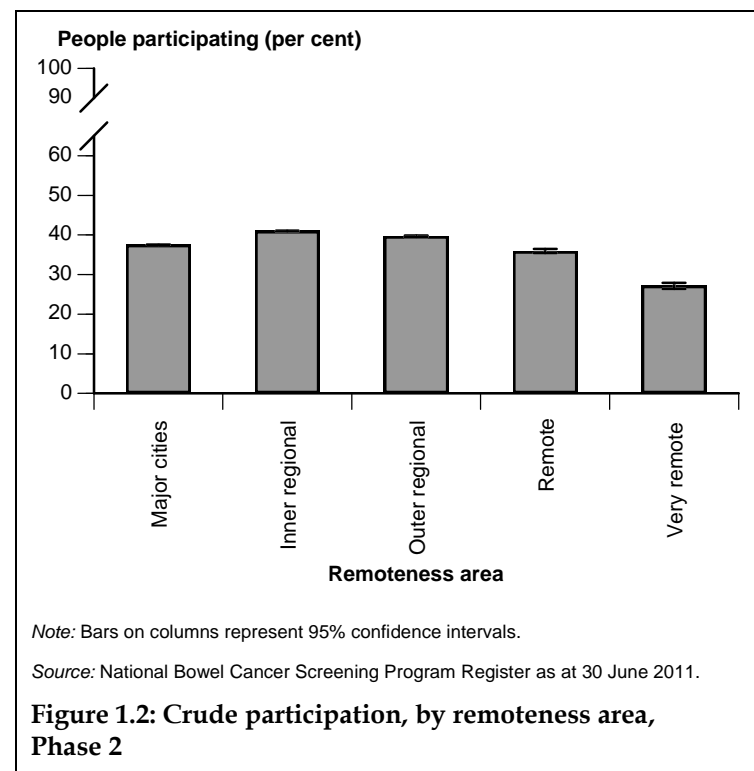 People participating (per cent)
100
90
60
50
40
30
20
10
0
Major cities
Inner regional
Outer regional
Remote
Very remote
Remoteness area
Note: Bars on columns represent 95% confidence intervals.
Source: National Bowel Cancer Screening Program Register as at 30 June 2011.
Figure 1.2: Crude participation, by remoteness area,
Phase 2